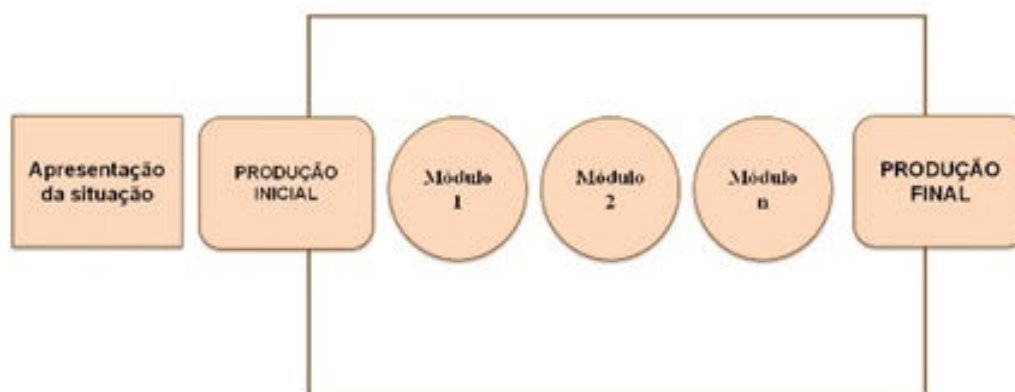 Apresentação
da situação
PRODUÇÃO
INICIAL
Módulo
1
Módulo
2
Módulo
n
PRODUÇÃO
FINAL